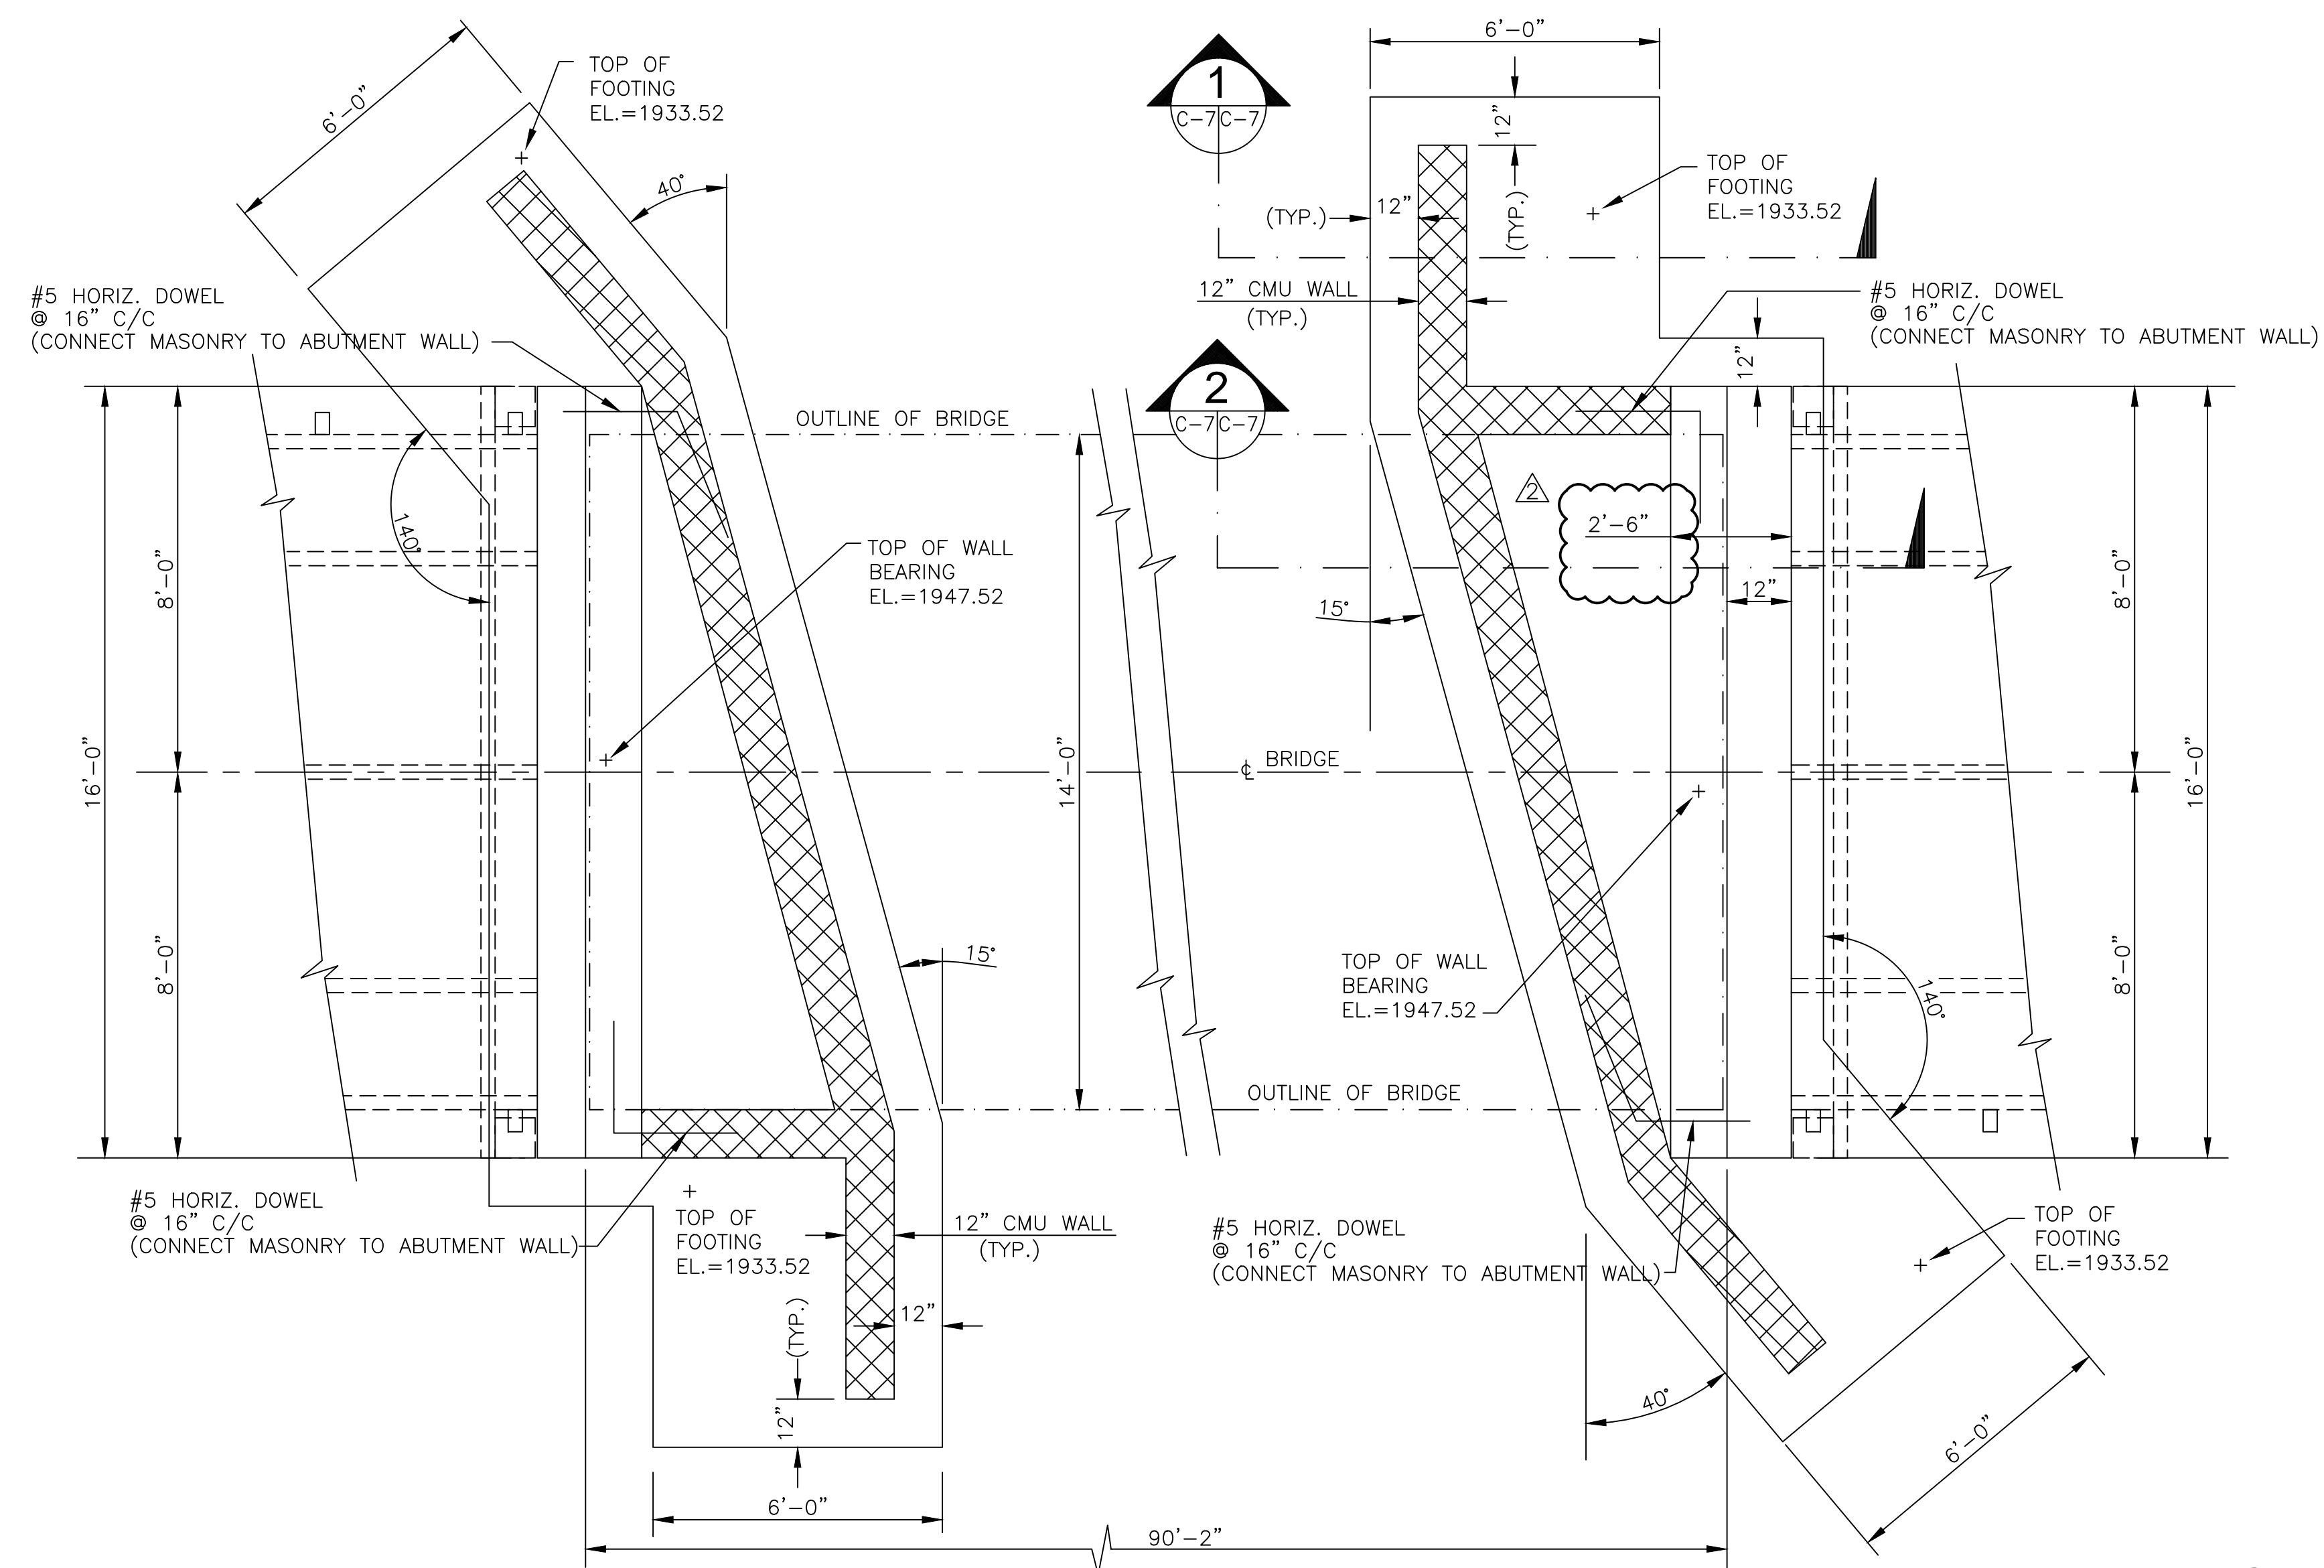 6'-0"
TOP OF
FOOTING
EL.=1933.52
40°
#5 HORIZ. DOWEL
@ 16" C/C
(CONNECT MASONRY TO ABUTMENT WALL)
140°
8'-0"
16'-0"
8'-0"
OUTLINE OF BRIDGE
TOP OF WALL
BEARING
EL.=1947.52
14'-0"
15°
#5 HORIZ. DOWEL
@ 16" C/C
(CONNECT MASONRY TO ABUTMENT WALL)
TOP OF
FOOTING
EL.=1933.52
12" CMU WALL
(TYP.)
12"
(TYP.)
12"
6'-0"
90'-2"
1
C-7 C-7
6'-0"
12"
(TYP.)
(TYP.)
12"
TOP OF
FOOTING
EL.=1933.52
12" CMU WALL
(TYP.)
#5 HORIZ. DOWEL
@ 16" C/C
(CONNECT MASONRY TO ABUTMENT WALL)
12"
2
C-7 C-7
2
2'-6"
12"
15°
8'-0"
16'-0"
8'-0"
℄ BRIDGE
TOP OF WALL
BEARING
EL.=1947.52
OUTLINE OF BRIDGE
140°
#5 HORIZ. DOWEL
@ 16" C/C
(CONNECT MASONRY TO ABUTMENT WALL)
TOP OF
FOOTING
EL.=1933.52
40°
6'-0"